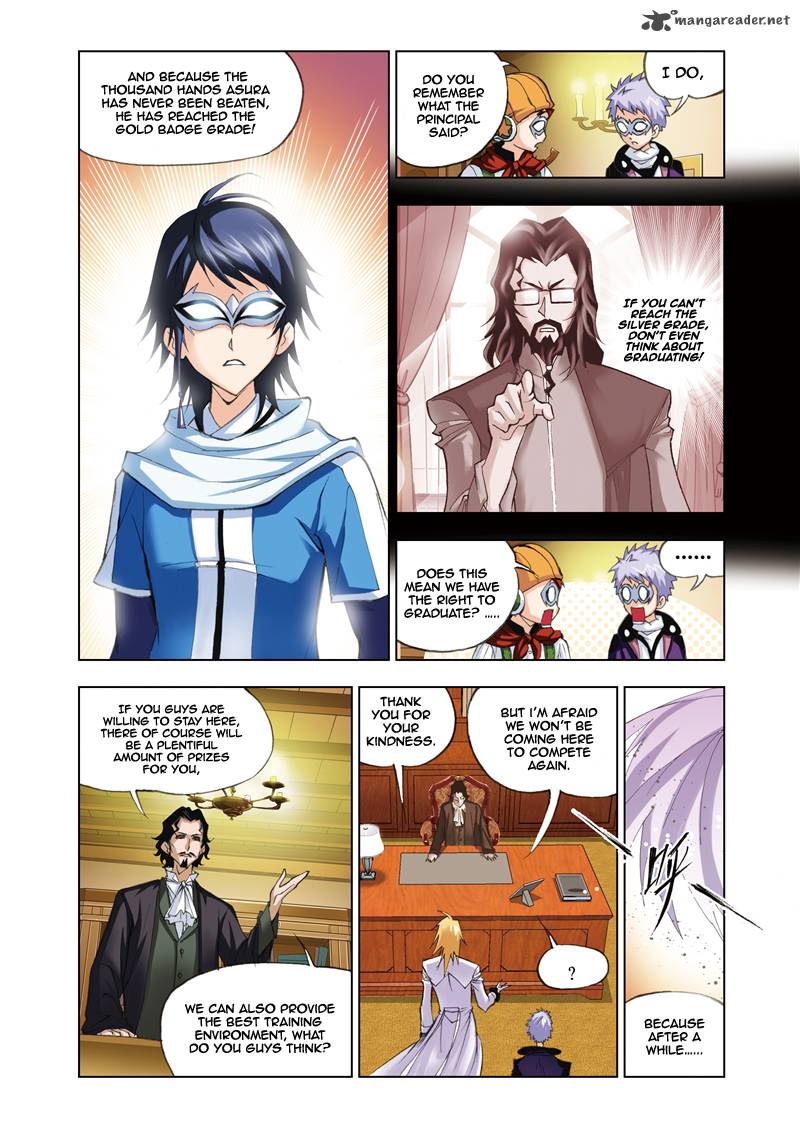 mangareader.net
AND BECAUSE THE
THOUSAND HANDS ASURA
HAS NEVER BEEN BEATEN,
HE HAS REACHED THE
GOLD BADGE GRADE!
DO YOU
REMEMBER
WHAT THE
PRINCIPAL
SAID?
I DO,
IF YOU CAN'T
REACH THE
SILVER GRADE,
DON'T EVEN
THINK ABOUT
GRADUATING!
DOES THIS
MEAN WE HAVE
THE RIGHT TO
GRADUATE? .....
......
IF YOU GUYS ARE
WILLING TO STAY HERE,
THERE OF COURSE WILL
BE A PLENTIFUL
AMOUNT OF PRIZES
FOR YOU,
WE CAN ALSO PROVIDE
THE BEST TRAINING
ENVIRONMENT, WHAT
DO YOU GUYS THINK?
THANK
YOU FOR
YOUR
KINDNESS.
BUT I'M AFRAID
WE WON'T BE
COMING HERE
TO COMPETE
AGAIN.
?
呼
BECAUSE AFTER A
WHILE......